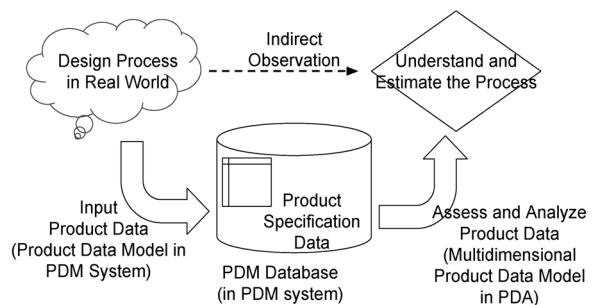 Design Process
in Real World
Indirect
Observation
Understand and
Estimate the Process
Input
Product Data
(Product Data Model in
PDM System)
Product
Specification
Data
PDM Database
(in PDM system)
Assess and Analyze
Product Data
(Multidimensional
Product Data Model
in PDA)